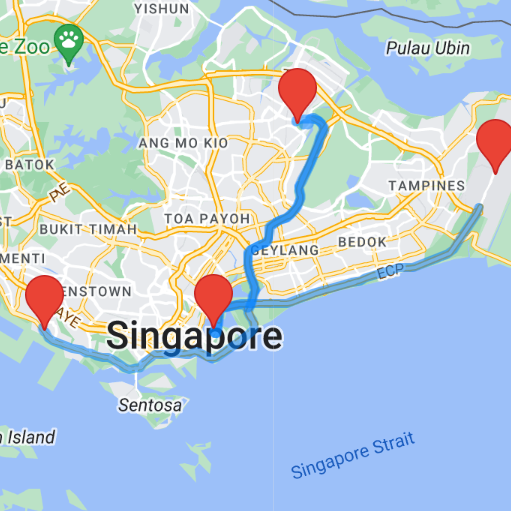 YISHUN
e Zoo
Pulau Ubin
U
ANG MO KIO
BATOK
PIE
TAMPINES
ST
TOA PAYOH
BUKIT TIMAH
BEDOK
GEYLANG
MENTI
ECP
ENSTOWN
AYE
Singapore
Sentosa
n Island
Singapore Strait